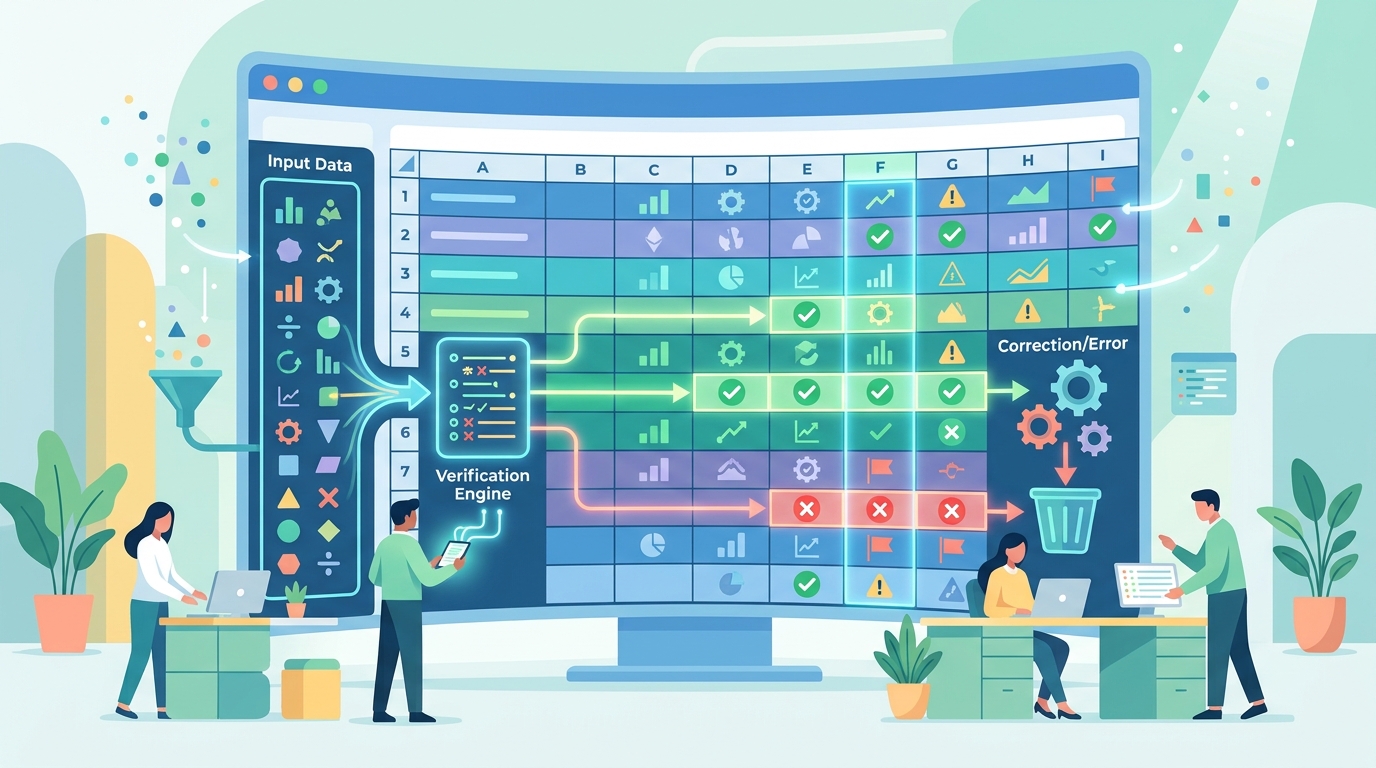 Input Data
A B C D E F G H I
1
2
3
4
5
6
7
Correction/Error
Verification
Engine